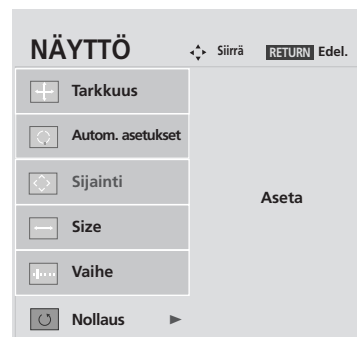 NÄYTTÖ Siirrä RETURN Edel.
Tarkkuus
Autom. asetukset
Sijainti
Aseta
Size
Vaihe
Nollaus